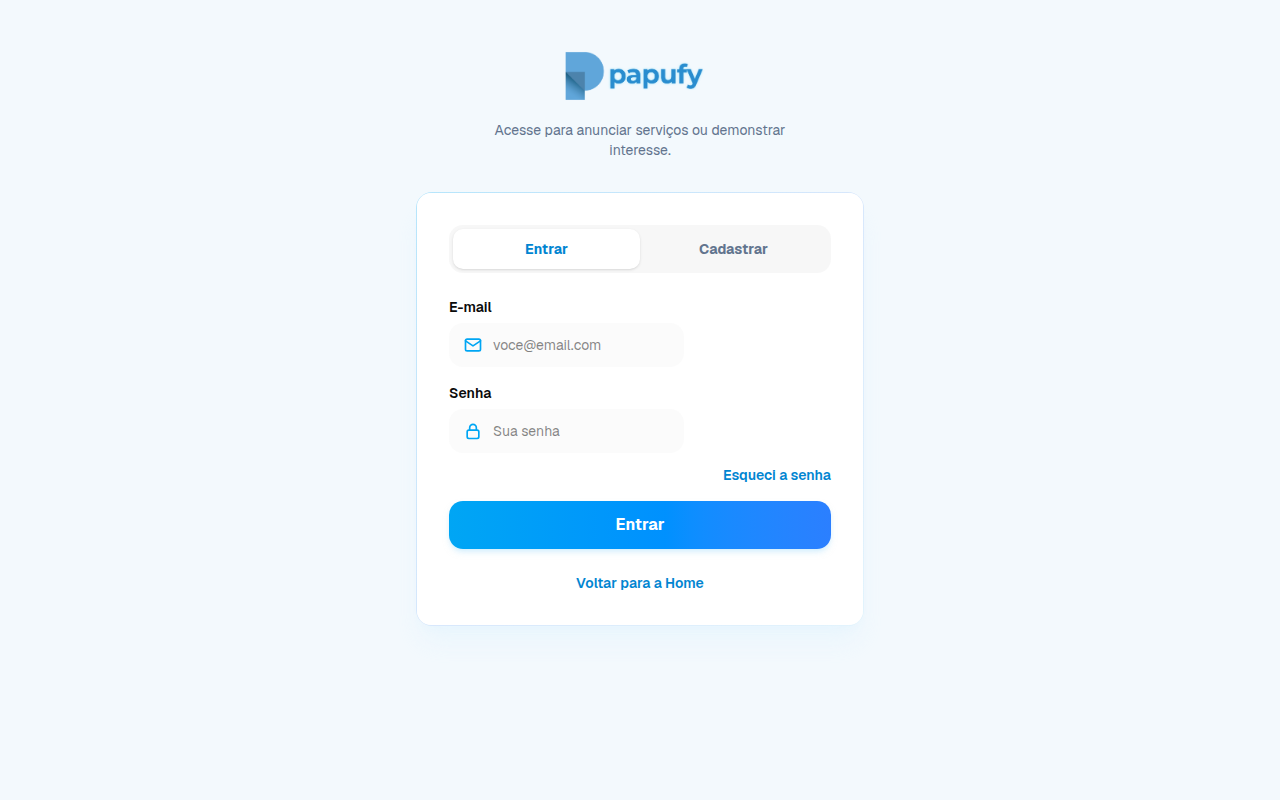 papufy
Acesse para anunciar serviços ou demonstrar
interesse.
Entrar
Cadastrar
E-mail
voce@email.com
Senha
Sua senha
Esqueci a senha
Entrar
Voltar para a Home